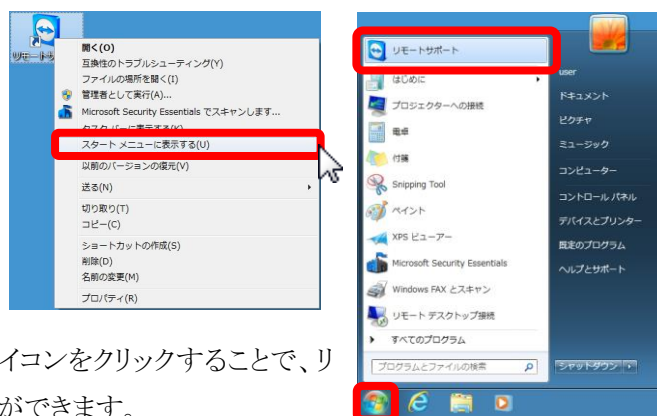 リモートサ
開く(O)
互換性のトラブルシューティング(Y)
ファイルの場所を開く(I)
管理者として実行(A)...
Microsoft Security Essentials でスキャンします...
タスク バーに表示する(K)
スタート メニューに表示する(U)
以前のバージョンの復元(V)
送る(N)
切り取り(T)
コピー(C)
ショートカットの作成(S)
削除(D)
名前の変更(M)
プロパティ(R)
イコンをクリックすることで、リ
ができます。
リモートサポート
はじめに
プロジェクターへの接続
電卓
付箋
Snipping Tool
ペイント
XPS ビューアー
Microsoft Security Essentials
Windows FAX とスキャン
リモート デスクトップ接続
すべてのプログラム
プログラムとファイルの検索
user
ドキュメント
ピクチャ
ミュージック
コンピューター
コントロール パネル
デバイスとプリンター
既定のプログラム
ヘルプとサポート
シャットダウン